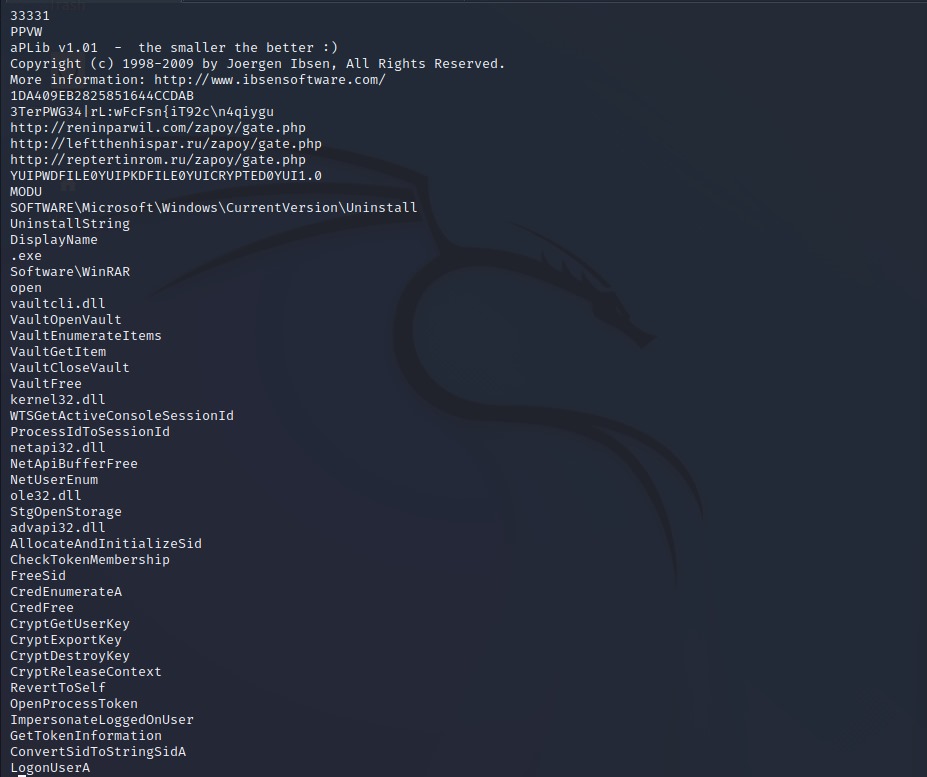 33331
PPVW
aPLib v1.01  -  the smaller the better :)
Copyright (c) 1998-2009 by Joergen Ibsen, All Rights Reserved.
More information: http://www.ibsensoftware.com/
1DA409EB2825851644CCDAB
3TerPWG34|rL:wFcFsn{iT92c\n4qiygu
http://reninparwil.com/zapoy/gate.php
http://leftthenhispar.ru/zapoy/gate.php
http://reptertinrom.ru/zapoy/gate.php
YUIPWDFILE0YUIPKDFILE0YUICRYPTED0YUI1.0
MODU
SOFTWARE\Microsoft\Windows\CurrentVersion\Uninstall
UninstallString
DisplayName
.exe
Software\WinRAR
open
vaultcli.dll
VaultOpenVault
VaultEnumerateItems
VaultGetItem
VaultCloseVault
VaultFree
kernel32.dll
WTSGetActiveConsoleSessionId
ProcessIdToSessionId
netapi32.dll
NetApiBufferFree
NetUserEnum
ole32.dll
StgOpenStorage
advapi32.dll
AllocateAndInitializeSid
CheckTokenMembership
FreeSid
CredEnumerateA
CredFree
CryptGetUserKey
CryptExportKey
CryptDestroyKey
CryptReleaseContext
RevertToSelf
OpenProcessToken
ImpersonateLoggedOnUser
GetTokenInformation
ConvertSidToStringSidA
LogonUserA